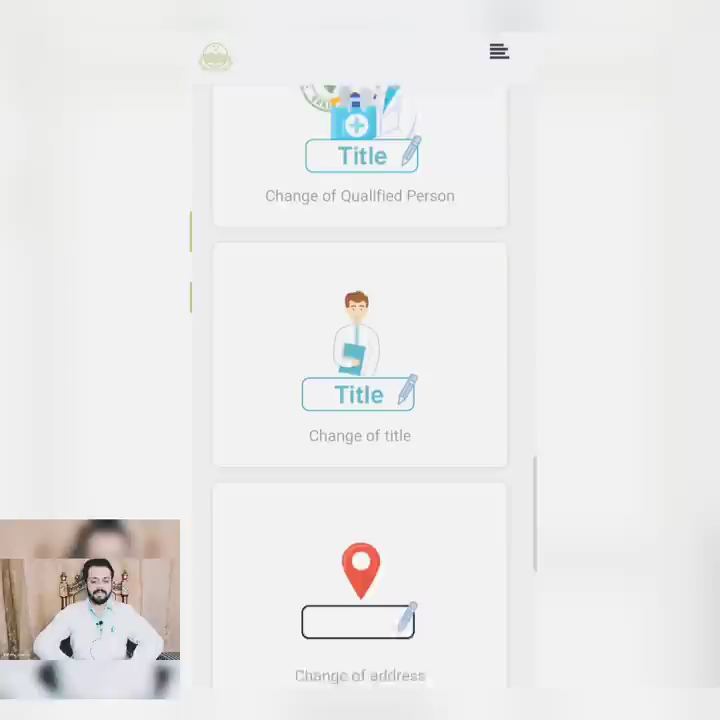 Title
Change of Qualified Person
Title
Change of title
Change of address